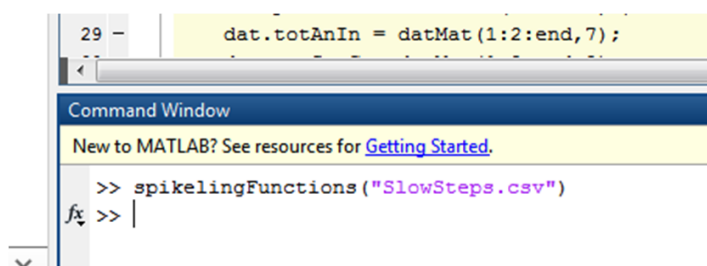 29 –  dat.totAnIn = datMat(1:2:end,7);
Command Window
New to MATLAB? See resources for Getting Started.
>> spikelingFunctions("SlowSteps.csv")
fx >>